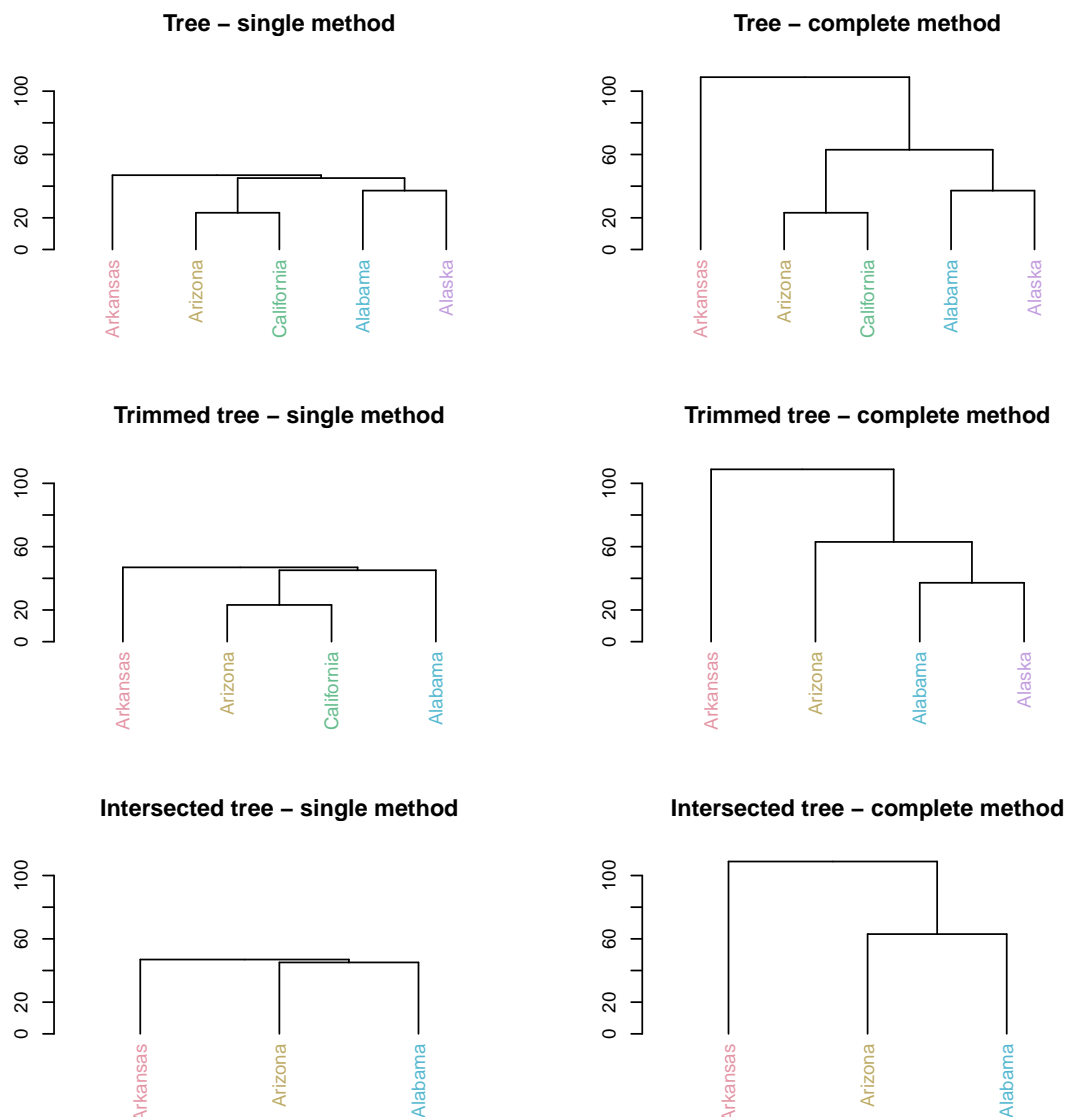 Tree – single method
100
60
20
0
Arkansas
Arizona
California
Alabama
Alaska
Tree – complete method
100
60
20
0
Arkansas
Arizona
California
Alabama
Alaska
Trimmed tree – single method
100
60
20
0
Arkansas
Arizona
California
Alabama
Trimmed tree – complete method
100
60
20
0
Arkansas
Arizona
Alabama
Alaska
Intersected tree – single method
100
60
20
0
Arkansas
Arizona
Alabama
Intersected tree – complete method
100
60
20
0
Arkansas
Arizona
Alabama